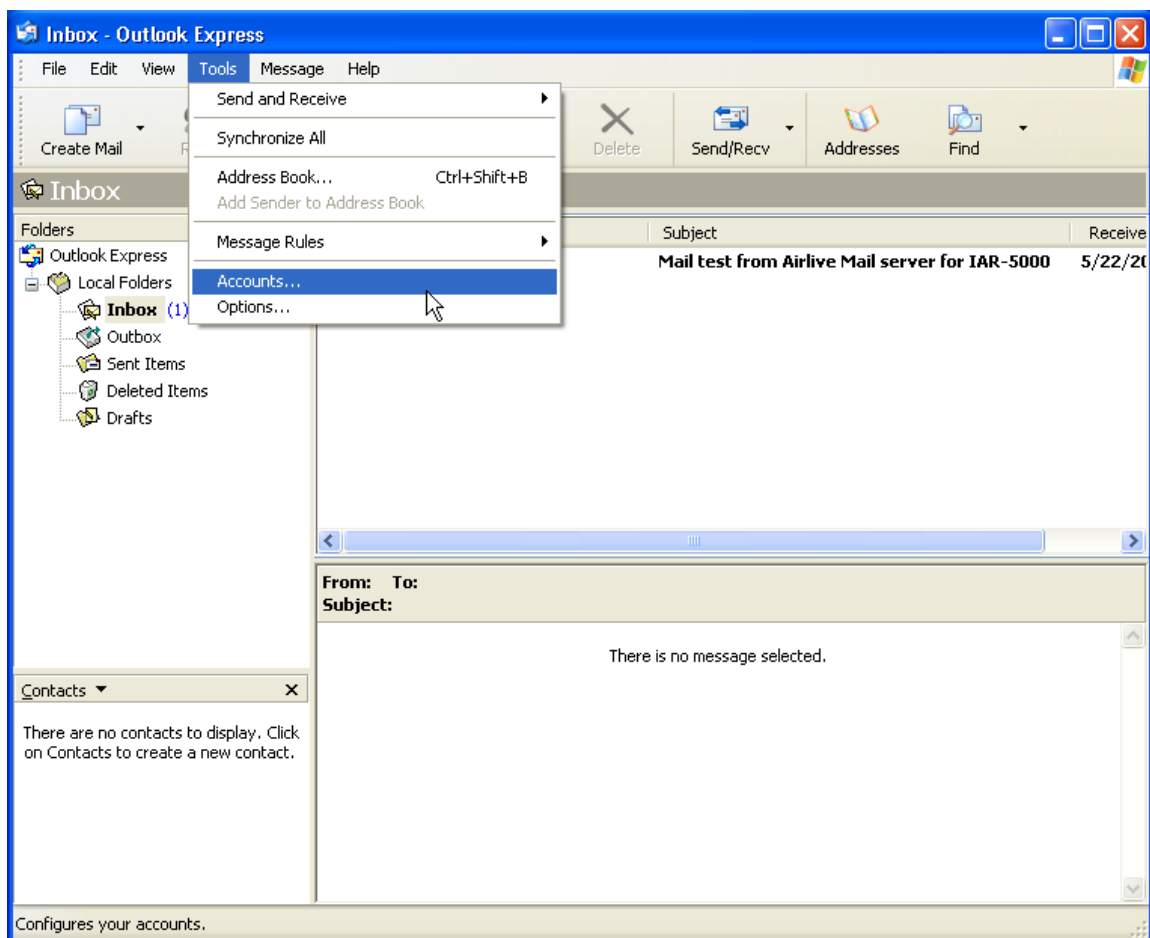 Inbox - Outlook Express
File Edit View Tools Message Help
Create Mail
Delete
Send/Recv
Addresses
Find
Send and Receive
Synchronize All
Address Book... Ctrl+Shift+B
Add Sender to Address Book
Message Rules
Accounts...
Options...
Inbox
Folders
Outlook Express
Local Folders
Inbox (1)
Outbox
Sent Items
Deleted Items
Drafts
Subject Receive
Mail test from Airlive Mail server for IAR-5000 5/22/20
From: To:
Subject:
There is no message selected.
Contacts
There are no contacts to display. Click
on Contacts to create a new contact.
Configures your accounts.